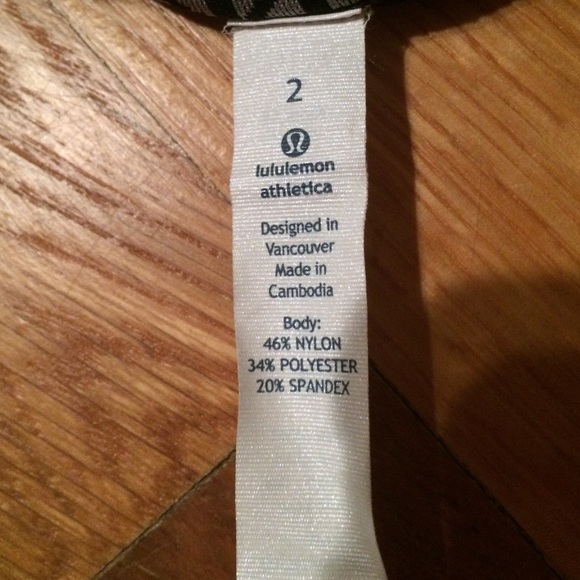 2
lululemon
athletica
Designed in
Vancouver
Made in
Cambodia
Body:
46% NYLON
34% POLYESTER
20% SPANDEX